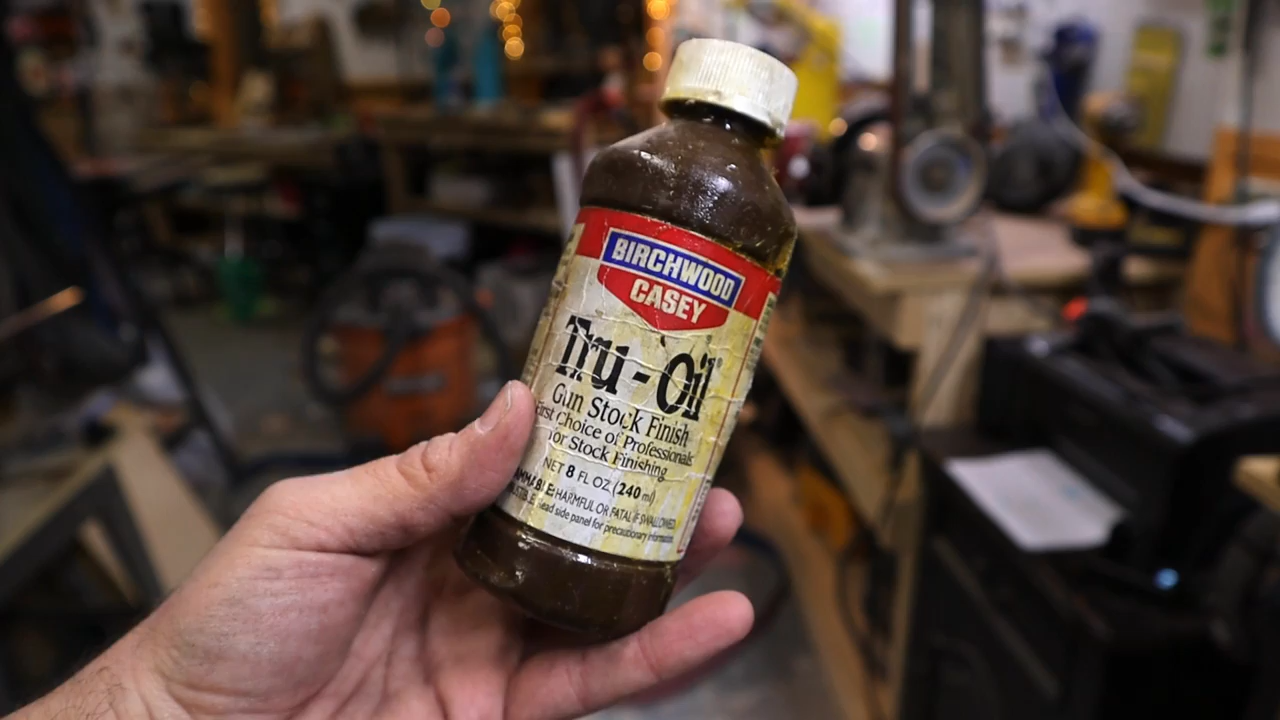 BIRCHWOOD
CASEY
Tru-Oil
Gun Stock Finish
First Choice of Professionals
for Stock Finishing
NET 8 FL OZ (240 ml)
HARMFUL OR FATAL IF SWALLOWED
side panel for precautionary information